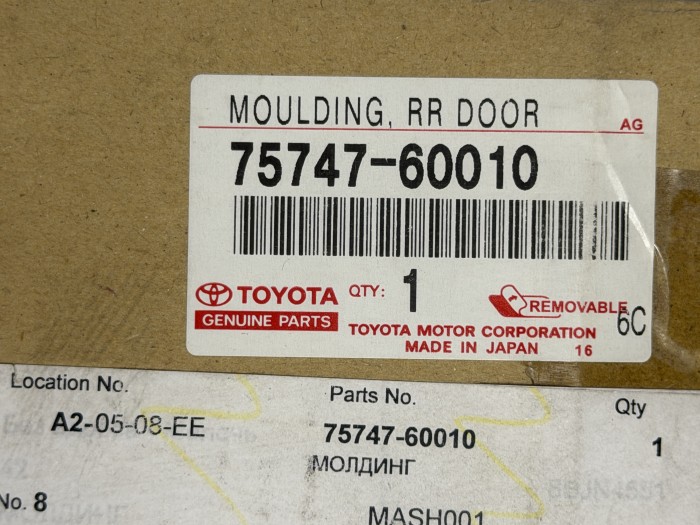 MOULDING, RR DOOR
AG
75747-60010
TOYOTA QTY: 1 REMOVABLE
GENUINE PARTS 6C
TOYOTA MOTOR CORPORATION
MADE IN JAPAN 16
Location No. Parts No. Qty
A2-05-08-EE 75747-60010 1
МОЛДИНГ
No. 8
MASH001